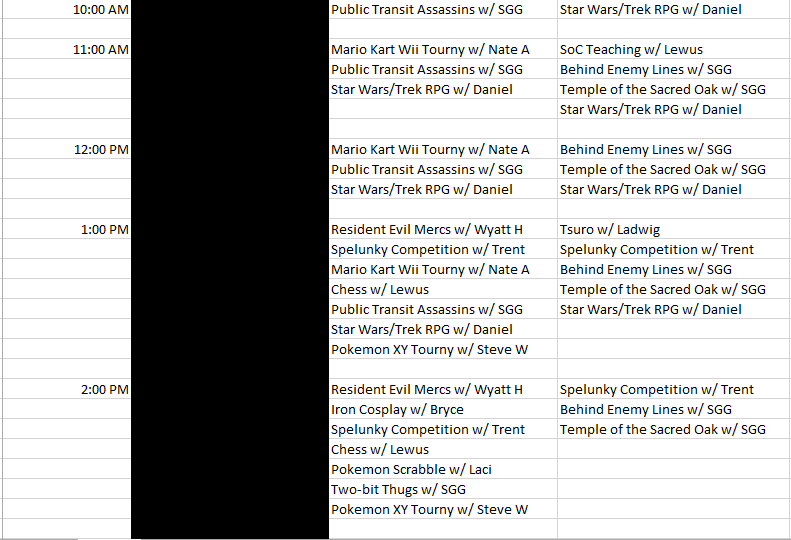 10:00 AM Public Transit Assassins w/ SGG Star Wars/Trek RPG w/ Daniel
11:00 AM Mario Kart Wii Tourny w/ Nate A SoC Teaching w/ Lewus
Public Transit Assassins w/ SGG Behind Enemy Lines w/ SGG
Star Wars/Trek RPG w/ Daniel Temple of the Sacred Oak w/ SGG
Star Wars/Trek RPG w/ Daniel
12:00 PM Mario Kart Wii Tourny w/ Nate A Behind Enemy Lines w/ SGG
Public Transit Assassins w/ SGG Temple of the Sacred Oak w/ SGG
Star Wars/Trek RPG w/ Daniel Star Wars/Trek RPG w/ Daniel
1:00 PM Resident Evil Mercs w/ Wyatt H Tsuro w/ Ladwig
Spelunky Competition w/ Trent Spelunky Competition w/ Trent
Mario Kart Wii Tourny w/ Nate A Behind Enemy Lines w/ SGG
Chess w/ Lewus Temple of the Sacred Oak w/ SGG
Public Transit Assassins w/ SGG Star Wars/Trek RPG w/ Daniel
Star Wars/Trek RPG w/ Daniel
Pokemon XY Tourny w/ Steve W
2:00 PM Resident Evil Mercs w/ Wyatt H Spelunky Competition w/ Trent
Iron Cosplay w/ Bryce Behind Enemy Lines w/ SGG
Spelunky Competition w/ Trent Temple of the Sacred Oak w/ SGG
Chess w/ Lewus
Pokemon Scrabble w/ Laci
Two-bit Thugs w/ SGG
Pokemon XY Tourny w/ Steve W